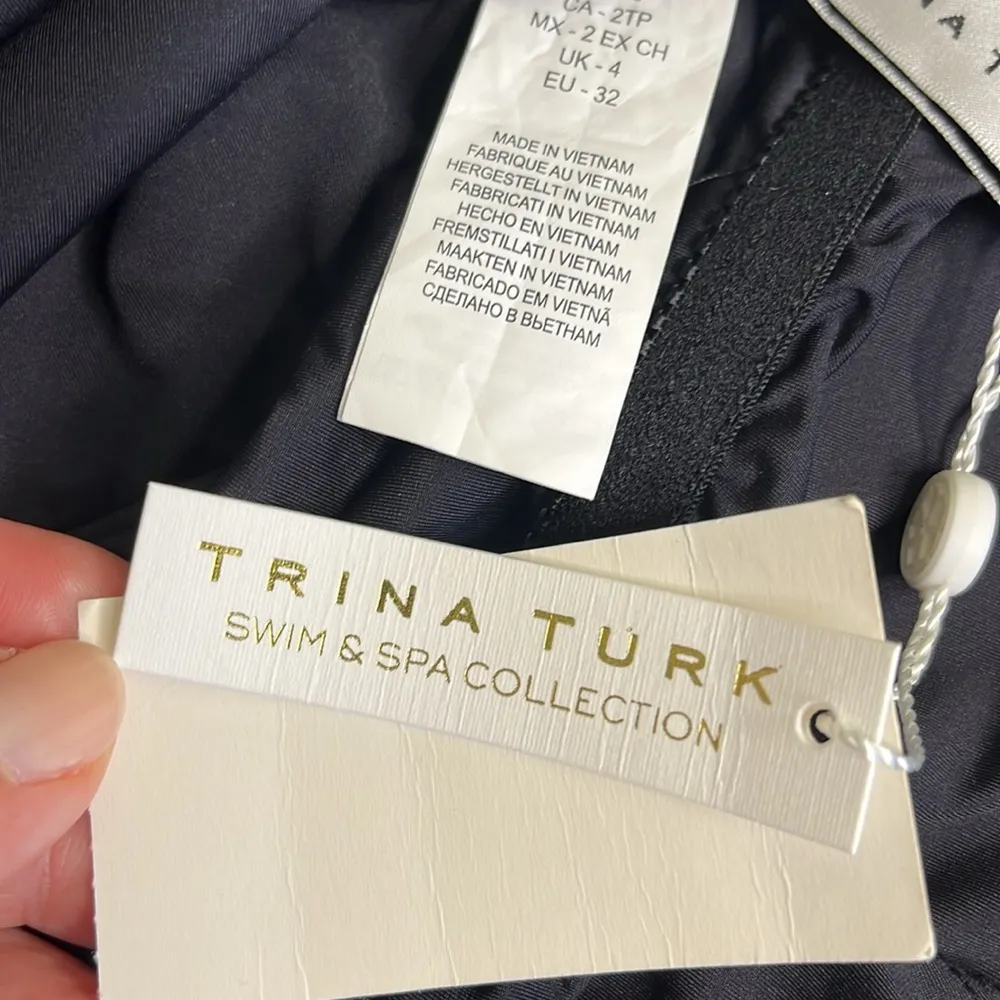 CA - 2TP
MX - 2 EX CH
UK - 4
EU - 32
MADE IN VIETNAM
FABRIQUE AU VIETNAM
HERGESTELLT IN VIETNAM
FABBRICATI IN VIETNAM
HECHO EN VIETNAM
FREMSTILLATI I VIETNAM
MAAKTEN IN VIETNAM
FABRICADO EM VIETNÃ
СДЕЛАНО В ВЬЕТНАМ
TRINA TURK
SWIM & SPA COLLECTION